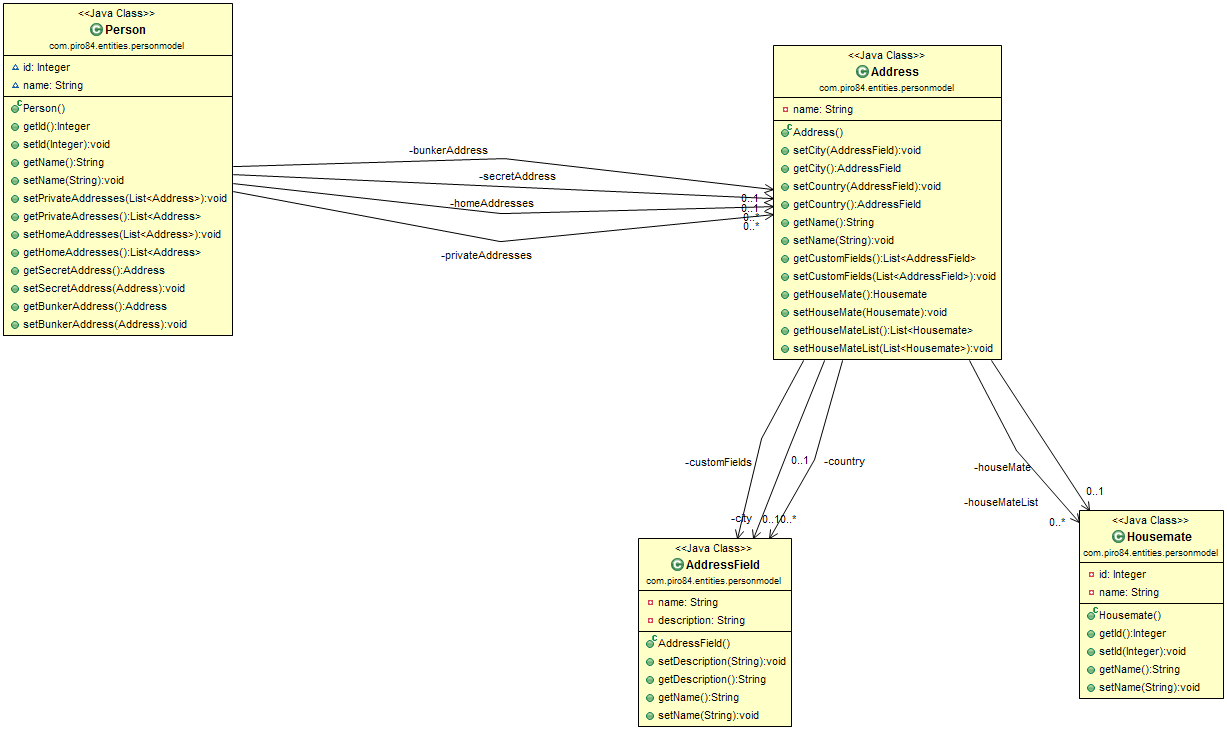 <<Java Class>>
Person
com.piro84.entities.personmodel
id: Integer
name: String
Person()
getId():Integer
setId(Integer):void
getName():String
setName(String):void
setPrivateAdresses(List<Address>):void
getPrivateAdreses():List<Address>
setHomeAddresses(List<Address>):void
getHomeAddresses():List<Address>
getSecretAddress():Address
setSecretAddress(Address):void
getBunkerAddress():Address
setBunkerAddress(Address):void
-bunkerAddress
-secretAddress
-homeAddresses
-privateAddresses
0..1
0..1
0..*
0..*
<<Java Class>>
Address
com.piro84.entities.personmodel
name: String
Address()
setCity(AddressField):void
getCity():AddressField
setCountry(AddressField):void
getCountry():AddressField
getName():String
setName(String):void
getCustomFields():List<AddressField>
setCustomFields(List<AddressField>):void
getHouseMate():Housemate
setHouseMate(Housemate):void
getHouseMateList():List<Housemate>
setHouseMateList(List<Housemate>):void
-customFields
0..1
-country
-city
0..1
0..*
-houseMate
-houseMateList
0..1
0..*
<<Java Class>>
AddressField
com.piro84.entities.personmodel
name: String
description: String
AddressField()
setDescription(String):void
getDescription():String
getName():String
setName(String):void
<<Java Class>>
Housemate
com.piro84.entities.personmodel
id: Integer
name: String
Housemate()
getId():Integer
setId(Integer):void
getName():String
setName(String):void